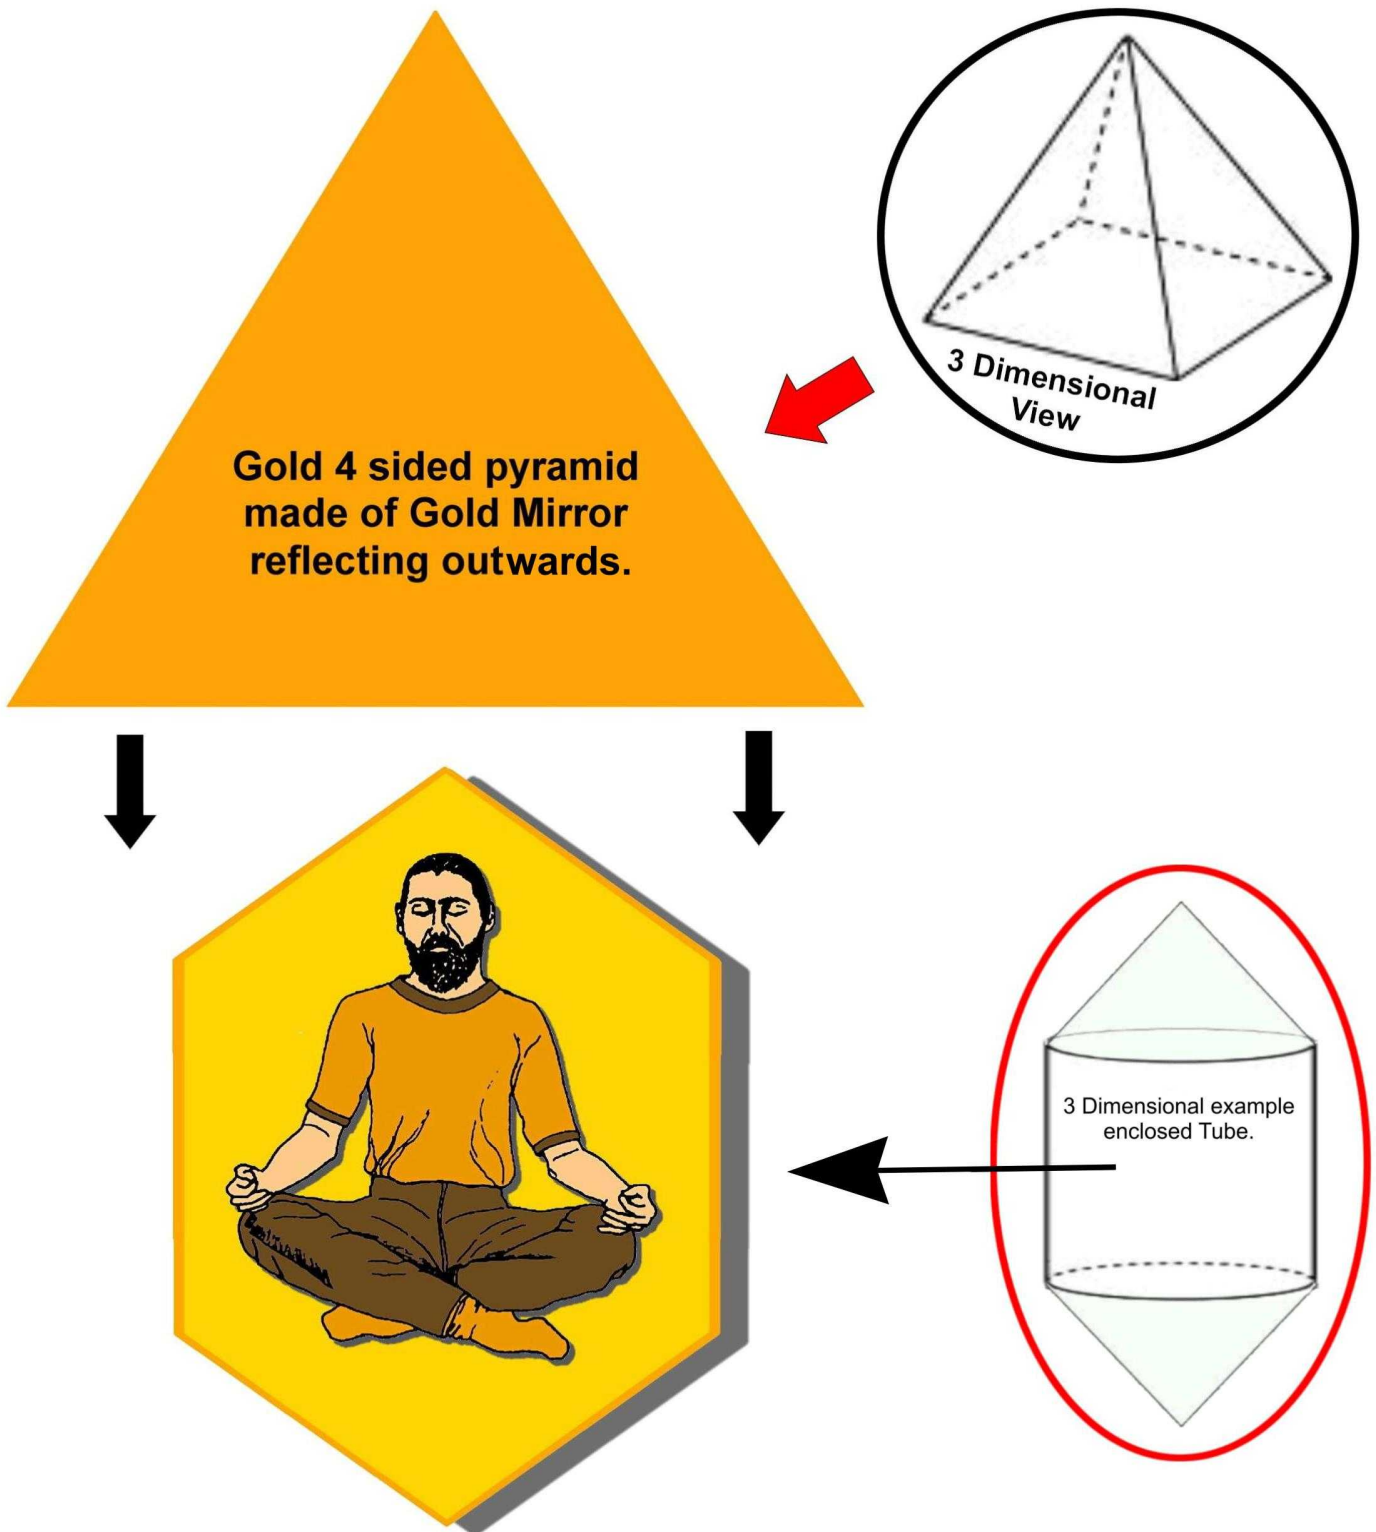 3 Dimensional
View
Gold 4 sided pyramid
made of Gold Mirror
reflecting outwards.
3 Dimensional example
enclosed Tube.